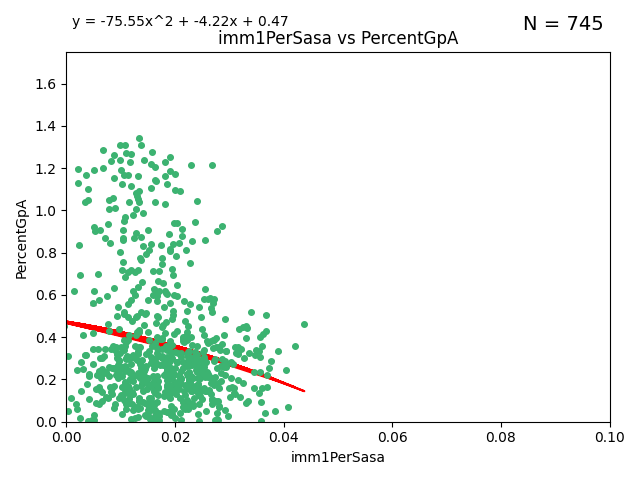 y = -75.55x^2 + -4.22x + 0.47
N = 745
imm1PerSasa vs PercentGpA
PercentGpA
1.6
1.4
1.2
1.0
0.8
0.6
0.4
0.2
0.0
0.00 0.02 0.04 0.06 0.08 0.10
imm1PerSasa